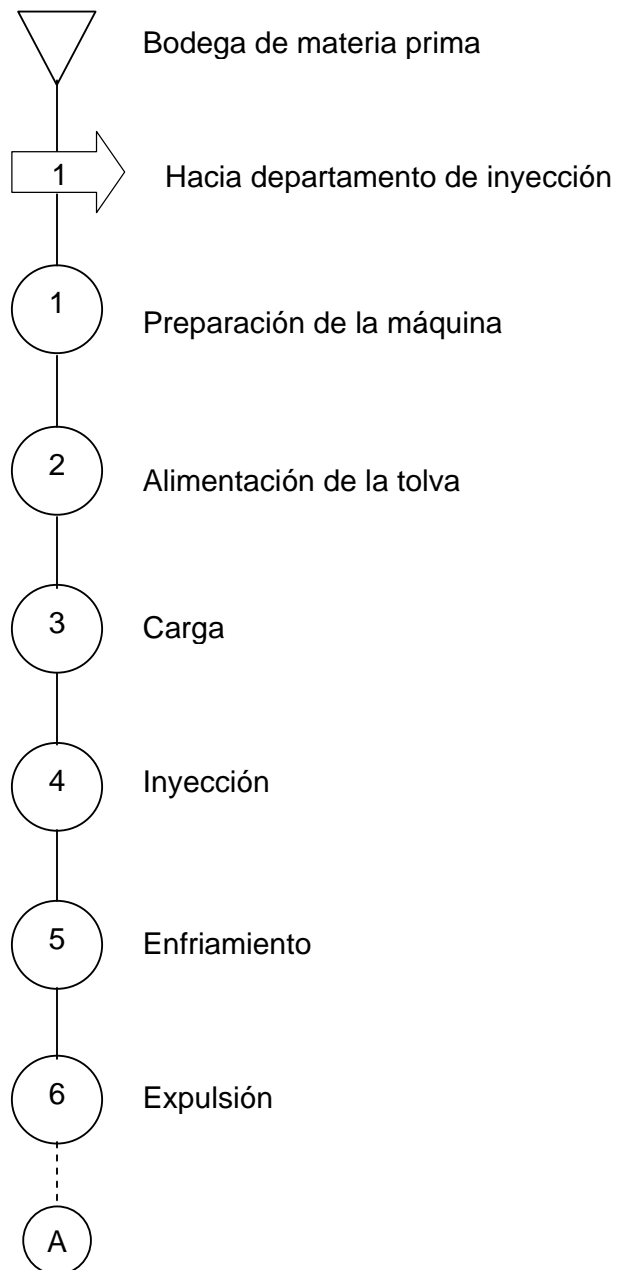 Bodega de materia prima
1 Hacia departamento de inyección
1 Preparación de la máquina
2 Alimentación de la tolva
3 Carga
4 Inyección
5 Enfriamiento
6 Expulsión
A